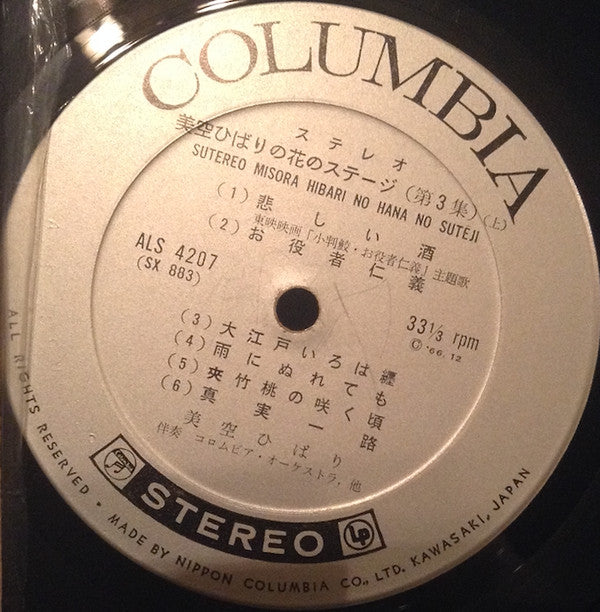 COLUMBIA
ステレオ
美空ひばりの花のステージ(第3集)(上)
SUTEREO MISORA HIBARI NO HANA NO SUTEJI
(1) 悲しい酒
東映映画「小判鮫・お役者仁義」主題歌
(2) お役者仁義
ALS 4207
(SX 883)
33⅓ rpm
© '66.12
(3) 大江戸いろは纏
(4) 雨にぬれても
(5) 夾竹桃の咲く頃
(6) 真実一路
美空ひばり
伴奏 コロムビア・オーケストラ,他
STEREO
LP
ALL RIGHTS RESERVED • MADE BY NIPPON COLUMBIA CO., LTD. KAWASAKI, JAPAN